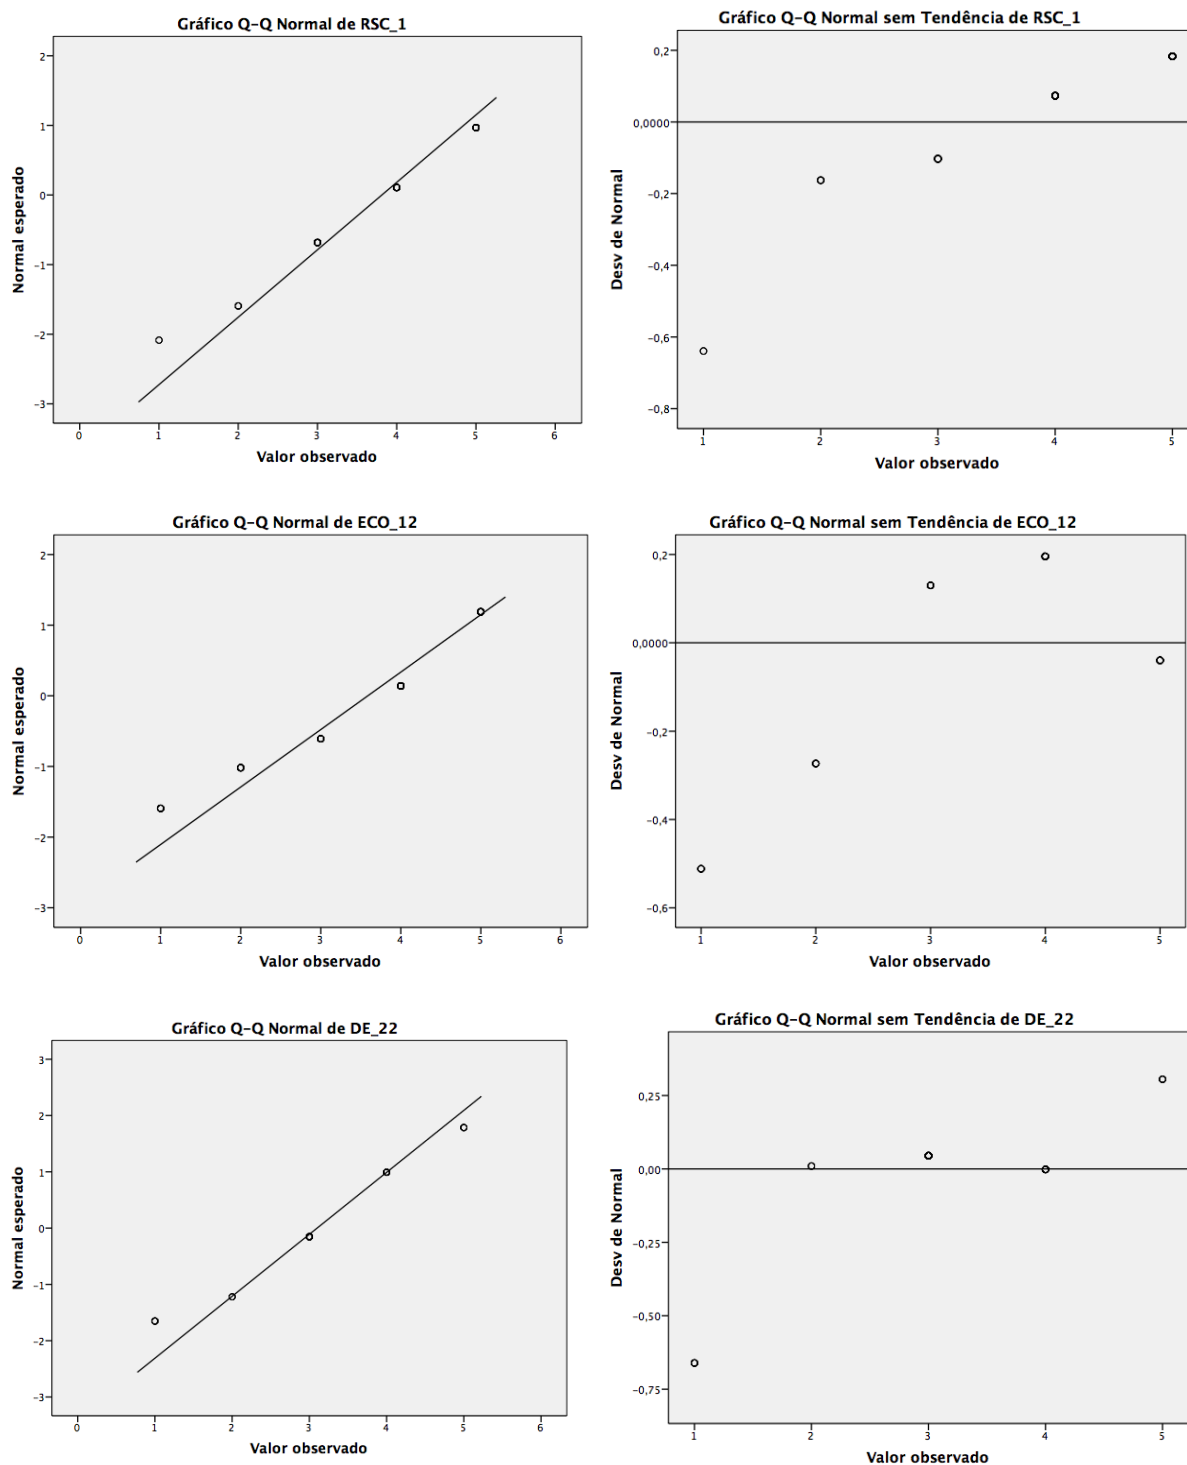 Gráfico Q-Q Normal de RSC_1
Normal esperado
2
1
0
-1
-2
-3
0 1 2 3 4 5 6
Valor observado
Gráfico Q-Q Normal sem Tendência de RSC_1
Desv de Normal
0,2
0,0000
-0,2
-0,4
-0,6
-0,8
1 2 3 4 5
Valor observado
Gráfico Q-Q Normal de ECO_12
Normal esperado
2
1
0
-1
-2
-3
0 1 2 3 4 5 6
Valor observado
Gráfico Q-Q Normal sem Tendência de ECO_12
Desv de Normal
0,2
0,0000
-0,2
-0,4
-0,6
1 2 3 4 5
Valor observado
Gráfico Q-Q Normal de DE_22
Normal esperado
3
2
1
0
-1
-2
-3
0 1 2 3 4 5 6
Valor observado
Gráfico Q-Q Normal sem Tendência de DE_22
Desv de Normal
0,25
0,00
-0,25
-0,50
-0,75
1 2 3 4 5
Valor observado